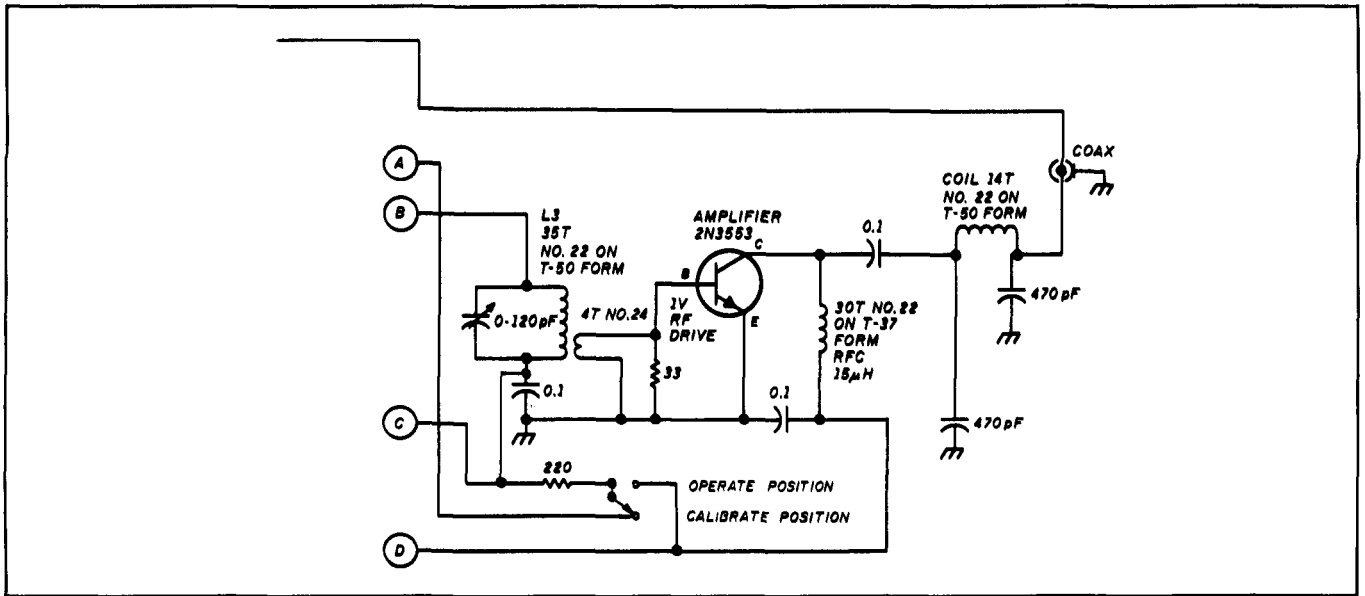 COAX
A
COIL 14T
NO. 22 ON
T-50 FORM
B
L3
35T
NO. 22 ON
T-50 FORM
AMPLIFIER
2N3553
C
0.1
B
1V
RF
DRIVE
E
0-120pF
4T NO.24
470pF
30T NO.22
ON T-37
FORM
RFC
15μH
33
0.1
0.1
C
470pF
220
OPERATE POSITION
CALIBRATE POSITION
D